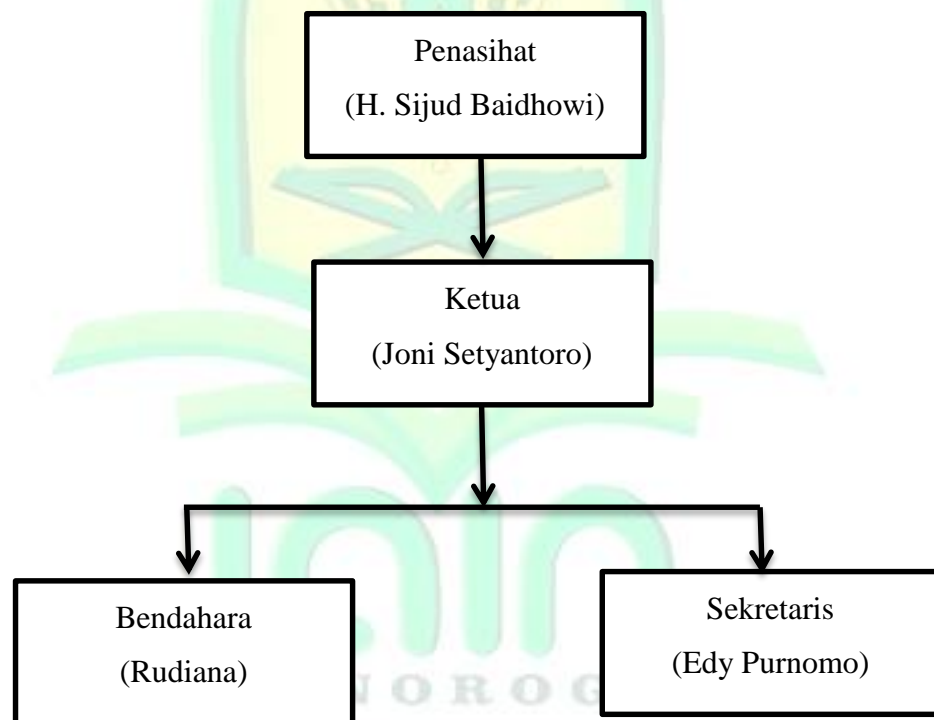 Penasihat
(H. Sijud Baidhowi)
Ketua
(Joni Setyantoro)
Bendahara
(Rudiana)
Sekretaris
(Edy Purnomo)